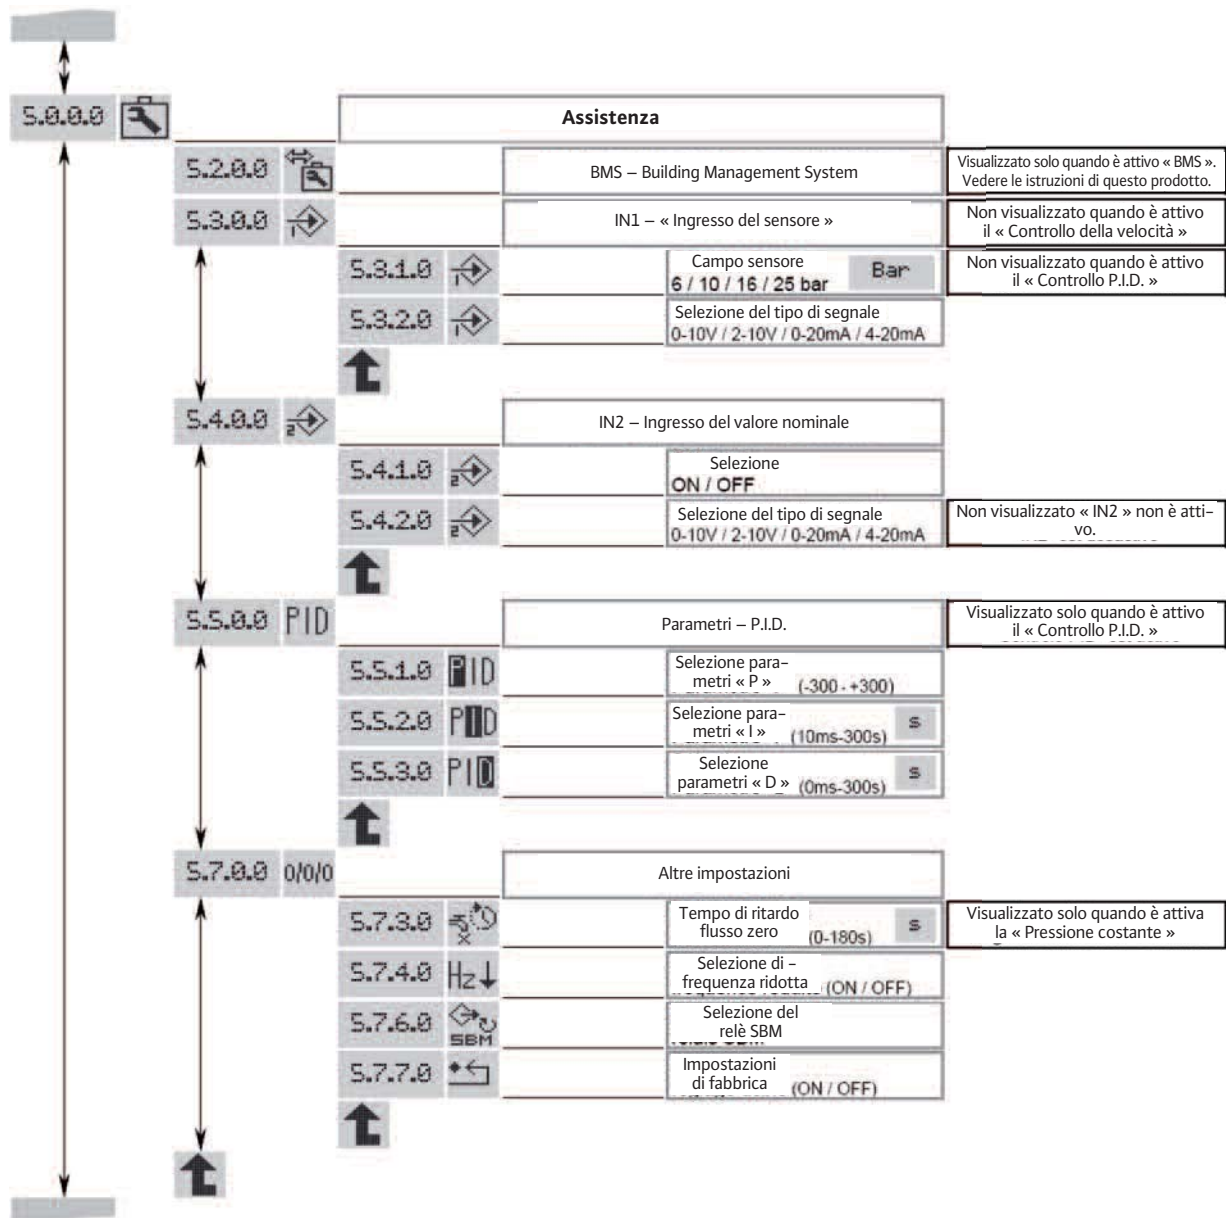 5.0.0.0
Assistenza
5.2.0.0
BMS – Building Management System
Visualizzato solo quando è attivo « BMS ».
Vedere le istruzioni di questo prodotto.
5.3.0.0
1
IN1 – « Ingresso del sensore »
Non visualizzato quando è attivo
il « Controllo della velocità »
5.3.1.0
1
Campo sensore
6 / 10 / 16 / 25 bar
Bar
Non visualizzato quando è attivo
il « Controllo P.I.D. »
5.3.2.0
1
Selezione del tipo di segnale
0-10V / 2-10V / 0-20mA / 4-20mA
5.4.0.0
2
IN2 – Ingresso del valore nominale
5.4.1.0
2
Selezione
ON / OFF
5.4.2.0
2
Selezione del tipo di segnale
0-10V / 2-10V / 0-20mA / 4-20mA
Non visualizzato « IN2 » non è atti–
vo.
5.5.0.0 PID
Parametri – P.I.D.
Visualizzato solo quando è attivo
il « Controllo P.I.D. »
5.5.1.0 PID
Selezione para–
metri « P » (-300 - +300)
5.5.2.0 PID
Selezione para–
metri « I » (10ms-300s)
s
5.5.3.0 PID
Selezione
parametri « D » (0ms-300s)
s
5.7.0.0 0/0/0
Altre impostazioni
5.7.3.0
Tempo di ritardo
flusso zero (0-180s)
s
Visualizzato solo quando è attiva
la « Pressione costante »
5.7.4.0 Hz
Selezione di –
frequenza ridotta (ON / OFF)
5.7.6.0 SBM
Selezione del
relè SBM
5.7.7.0
Impostazioni
di fabbrica (ON / OFF)